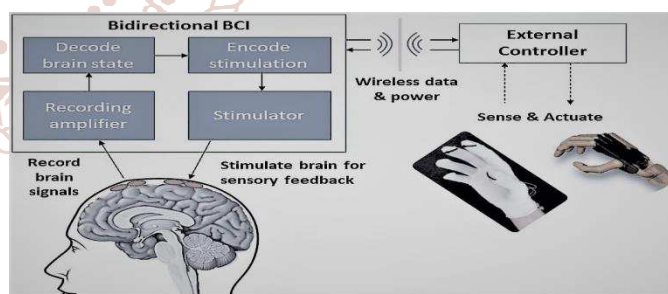 Bidirectional BCI
Decode
brain state
Encode
stimulation
Recording
amplifier
Stimulator
Record
brain
signals
Stimulate brain for
sensory feedback
Wireless data
& power
External
Controller
Sense & Actuate